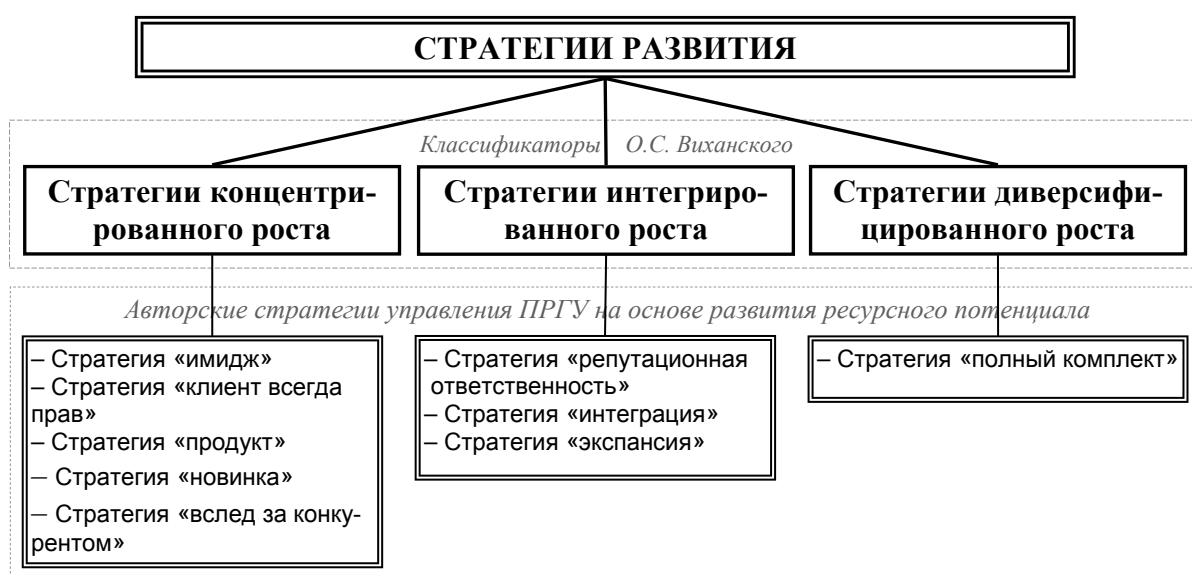 СТРАТЕГИИ РАЗВИТИЯ
Классификаторы О.С. Виханского
Стратегии концентри-
рованного роста
Стратегии интегриро-
ванного роста
Стратегии диверсифи-
цированного роста
Авторские стратегии управления ПРГУ на основе развития ресурсного потенциала
– Стратегия «имидж»
– Стратегия «клиент всегда
прав»
– Стратегия «продукт»
– Стратегия «новинка»
– Стратегия «вслед за конку-
рентом»
– Стратегия «репутационная
ответственность»
– Стратегия «интеграция»
– Стратегия «экспансия»
– Стратегия «полный комплект»